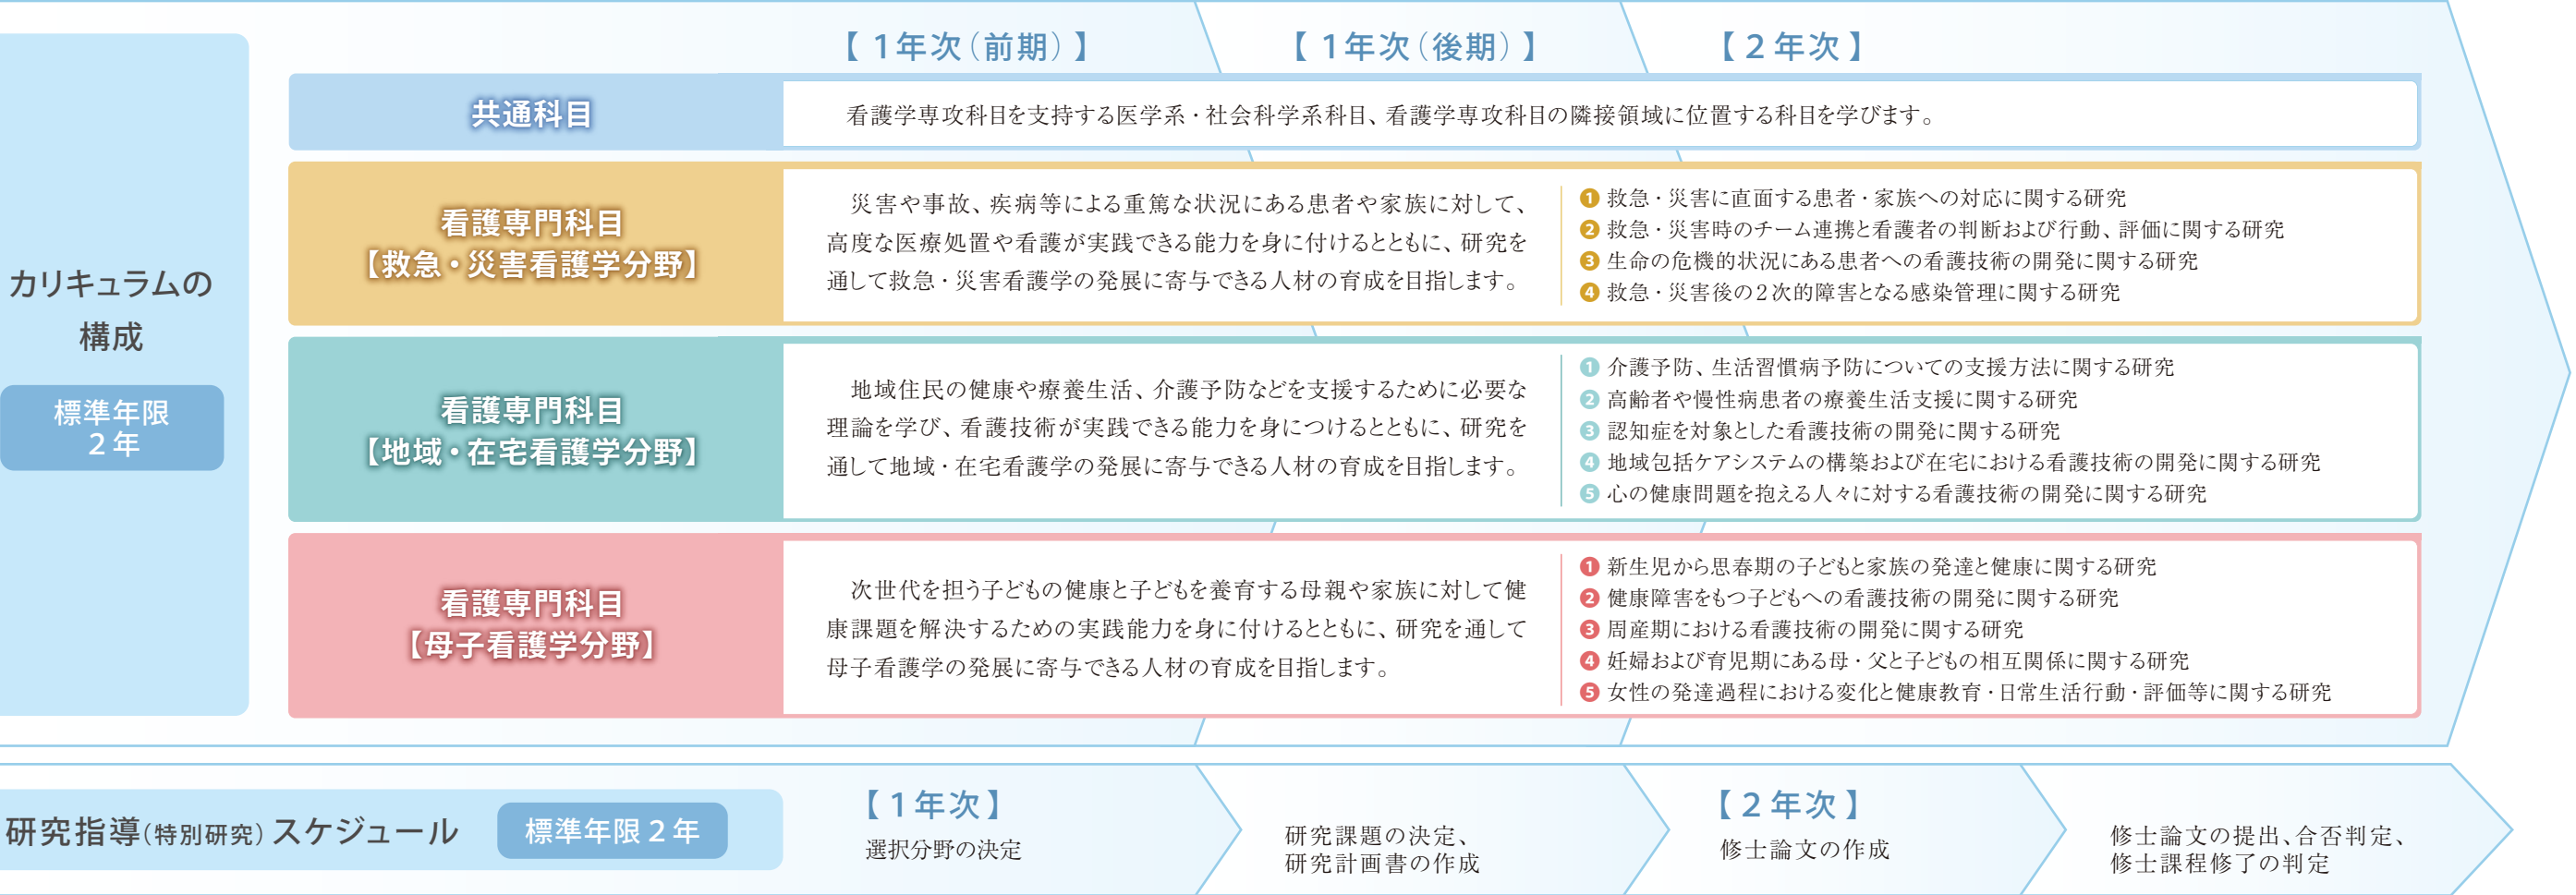 カリキュラムの
構成
標準年限
2年
【 1年次(前期) 】
【 1年次(後期) 】
【 2年次 】
共通科目
看護学専攻科目を支持する医学系・社会科学系科目、看護学専攻科目の隣接領域に位置する科目を学びます。
看護専門科目
【救急・災害看護学分野】
災害や事故、疾病等による重篤な状況にある患者や家族に対して、
高度な医療処置や看護が実践できる能力を身に付けるとともに、研究を
通して救急・災害看護学の発展に寄与できる人材の育成を目指します。
❶ 救急・災害に直面する患者・家族への対応に関する研究
❷ 救急・災害時のチーム連携と看護者の判断および行動、評価に関する研究
❸ 生命の危機的状況にある患者への看護技術の開発に関する研究
❹ 救急・災害後の2次的障害となる感染管理に関する研究
看護専門科目
【地域・在宅看護学分野】
地域住民の健康や療養生活、介護予防などを支援するために必要な
理論を学び、看護技術が実践できる能力を身につけるとともに、研究を
通して地域・在宅看護学の発展に寄与できる人材の育成を目指します。
❶ 介護予防、生活習慣病予防についての支援方法に関する研究
❷ 高齢者や慢性病患者の療養生活支援に関する研究
❸ 認知症を対象とした看護技術の開発に関する研究
❹ 地域包括ケアシステムの構築および在宅における看護技術の開発に関する研究
❺ 心の健康問題を抱える人々に対する看護技術の開発に関する研究
看護専門科目
【母子看護学分野】
次世代を担う子どもの健康と子どもを養育する母親や家族に対して健
康課題を解決するための実践能力を身に付けるとともに、研究を通して
母子看護学の発展に寄与できる人材の育成を目指します。
❶ 新生児から思春期の子どもと家族の発達と健康に関する研究
❷ 健康障害をもつ子どもへの看護技術の開発に関する研究
❸ 周産期における看護技術の開発に関する研究
❹ 妊婦および育児期にある母・父と子どもの相互関係に関する研究
❺ 女性の発達過程における変化と健康教育・日常生活行動・評価等に関する研究
研究指導(特別研究) スケジュール
標準年限 2 年
【 1年次 】
選択分野の決定
研究課題の決定、
研究計画書の作成
【 2年次 】
修士論文の作成
修士論文の提出、合否判定、
修士課程修了の判定